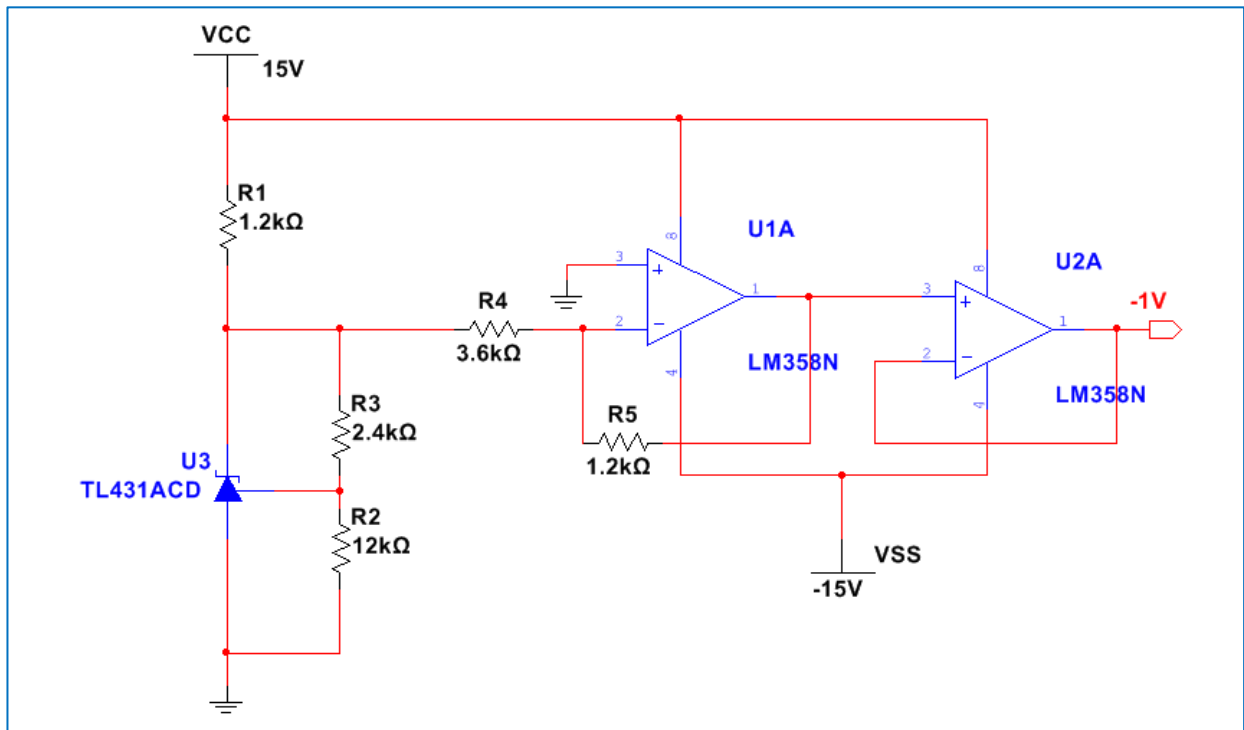 VCC
15V
R1
1.2kΩ
U1A
8
3
1
2
4
LM358N
U2A
8
3
1
2
4
LM358N
-1V
R4
3.6kΩ
R3
2.4kΩ
R5
1.2kΩ
U3
TL431ACD
R2
12kΩ
VSS
-15V